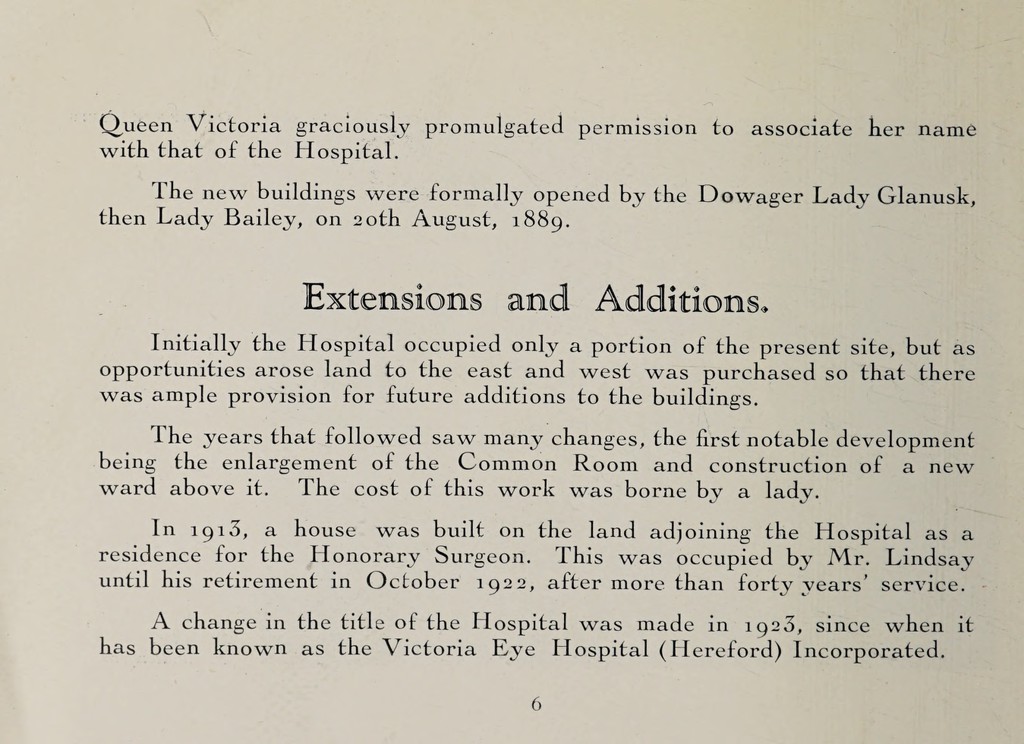 Queen Victoria graciously promulgated permission to associate her name
with that of the Hospital.
The new buildings were formally opened by the Dowager Lady Glanusk,
then Lady Bailey, on 20th August, 1889.
Extensions and Additions.
Initially the Hospital occupied only a portion of the present site, but as
opportunities arose land to the east and west was purchased so that there
was ample provision for future additions to the buildings.
The years that followed saw many changes, the first notable development
being the enlargement of the Common Room and construction of a new
ward above it. The cost of this work was borne by a lady.
In 1913, a house was built on the land adjoining the Hospital as a
residence for the Honorary Surgeon. This was occupied by Mr. Lindsay
until his retirement in October 1922, after more than forty years' service.
A change in the title of the Hospital was made in 1923, since when it
has been known as the Victoria Eye Hospital (Hereford) Incorporated.
6